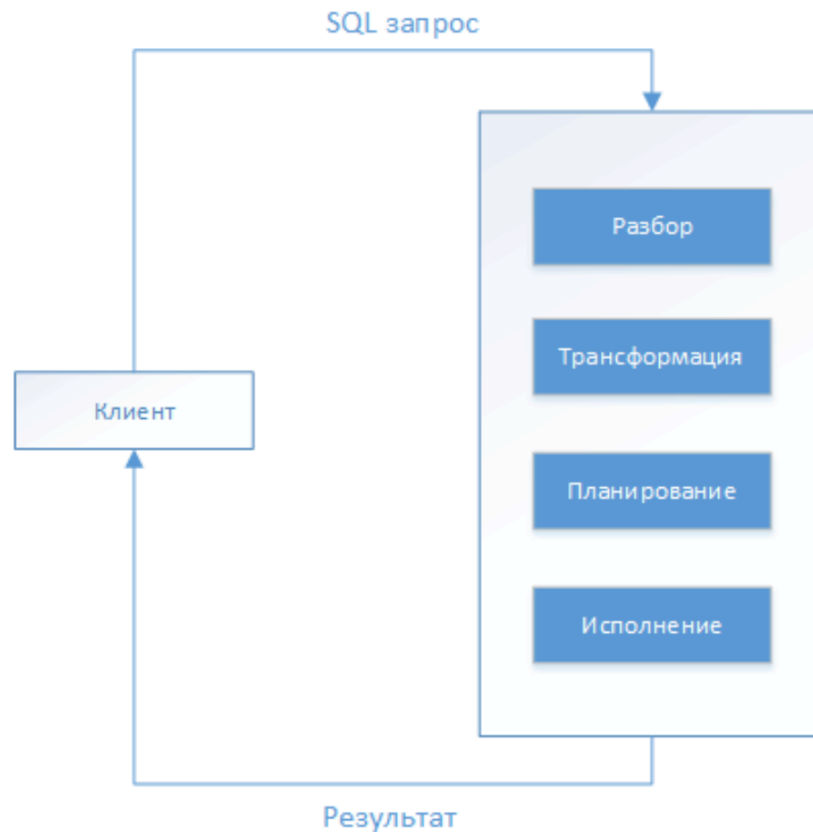 SQL запрос
Разбор
Трансформация
Клиент
Планирование
Исполнение
Результат